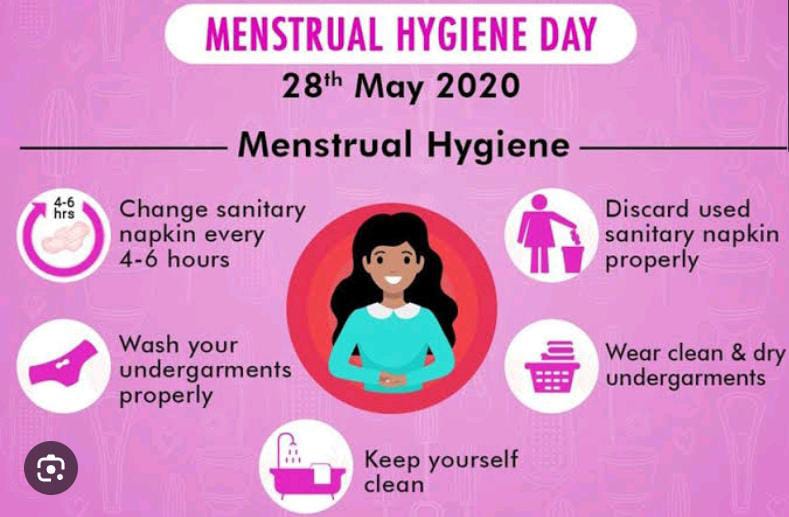 MENSTRUAL HYGIENE DAY
28th May 2020
Menstrual Hygiene
4-6
hrs
Change sanitary
napkin every
4-6 hours
Discard used
sanitary napkin
properly
Wash your
undergarments
properly
Wear clean & dry
undergarments
Keep yourself
clean